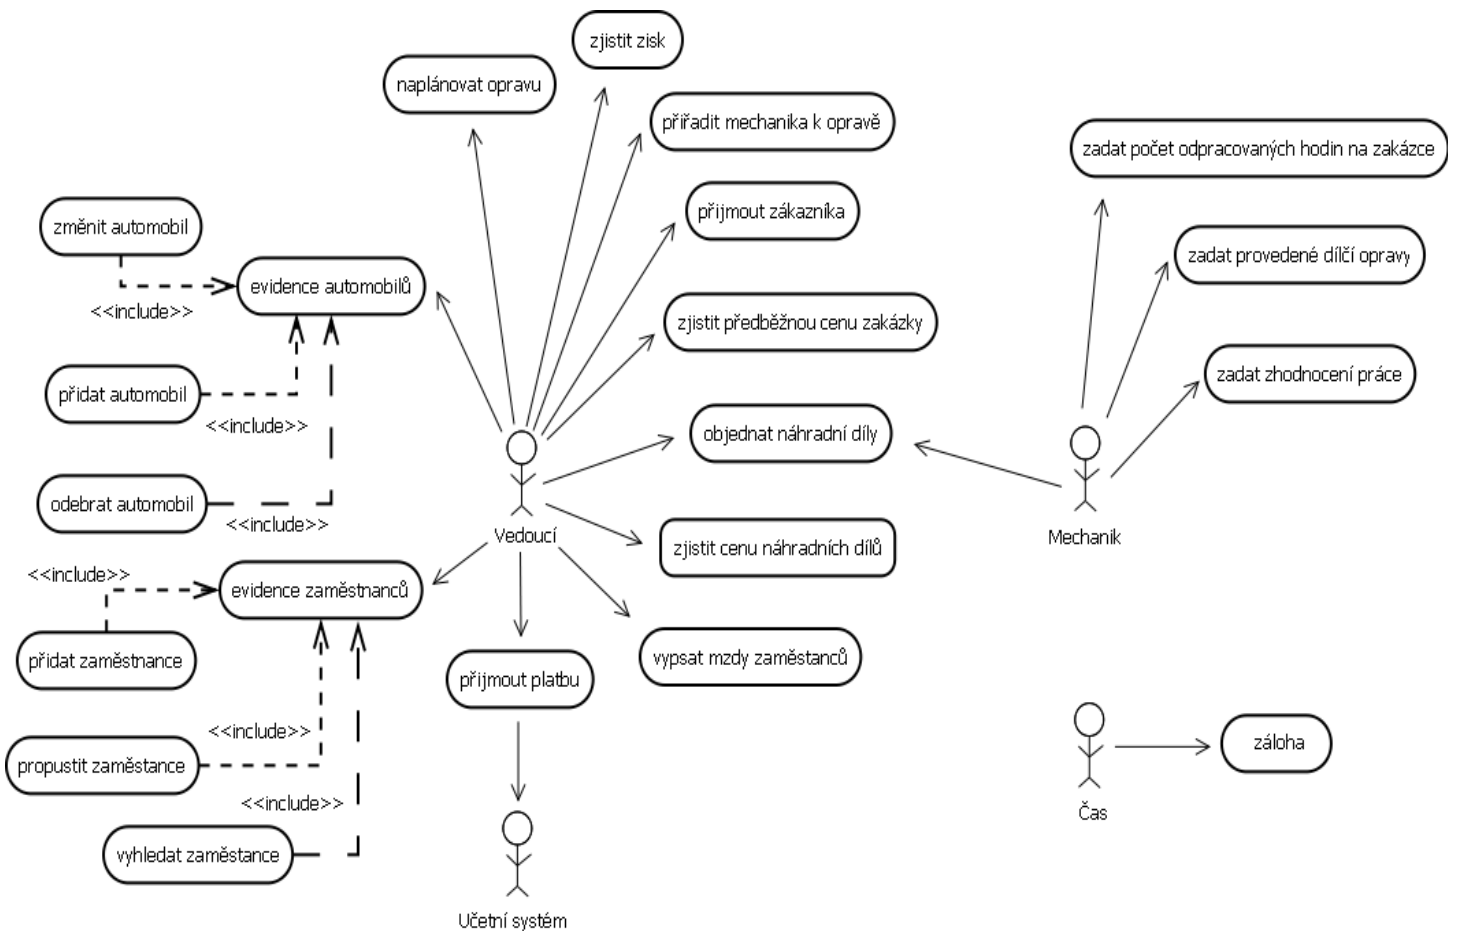 zjistit zisk
naplánovat opravu
přiřadit mechanika k opravě
zadat počet odpracovaných hodin na zakázce
změnit automobil
přijmout zákazníka
zadat provedené dílčí opravy
evidence automobilů
<<include>>
zjistit předběžnou cenu zakázky
zadat zhodnocení práce
přidat automobil
<<include>>
objednat náhradní díly
odebrat automobil
<<include>>
Vedoucí
Mechanik
zjistit cenu náhradních dílů
<<include>>
evidence zaměstnanců
přidat zaměstnance
vypsat mzdy zaměstanců
přijmout platbu
<<include>>
propustit zaměstance
záloha
<<include>>
Čas
vyhledat zaměstance
Učetní systém